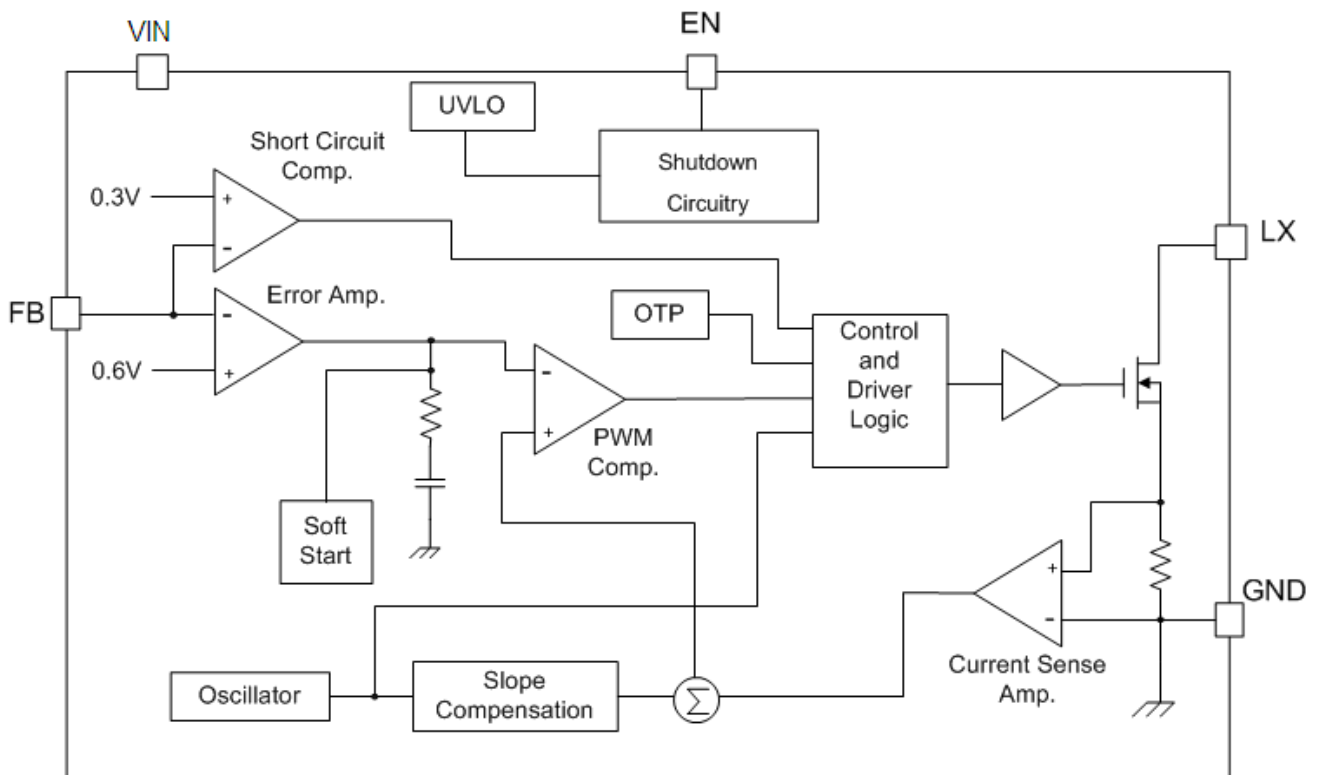 VIN
EN
UVLO
Short Circuit
Comp.
Shutdown
Circuitry
0.3V
+
-
LX
FB
Error Amp.
-
+
0.6V
OTP
Control
and
Driver
Logic
-
+
PWM
Comp.
Soft
Start
+
-
GND
Current Sense
Amp.
Oscillator
Slope
Compensation
Σ